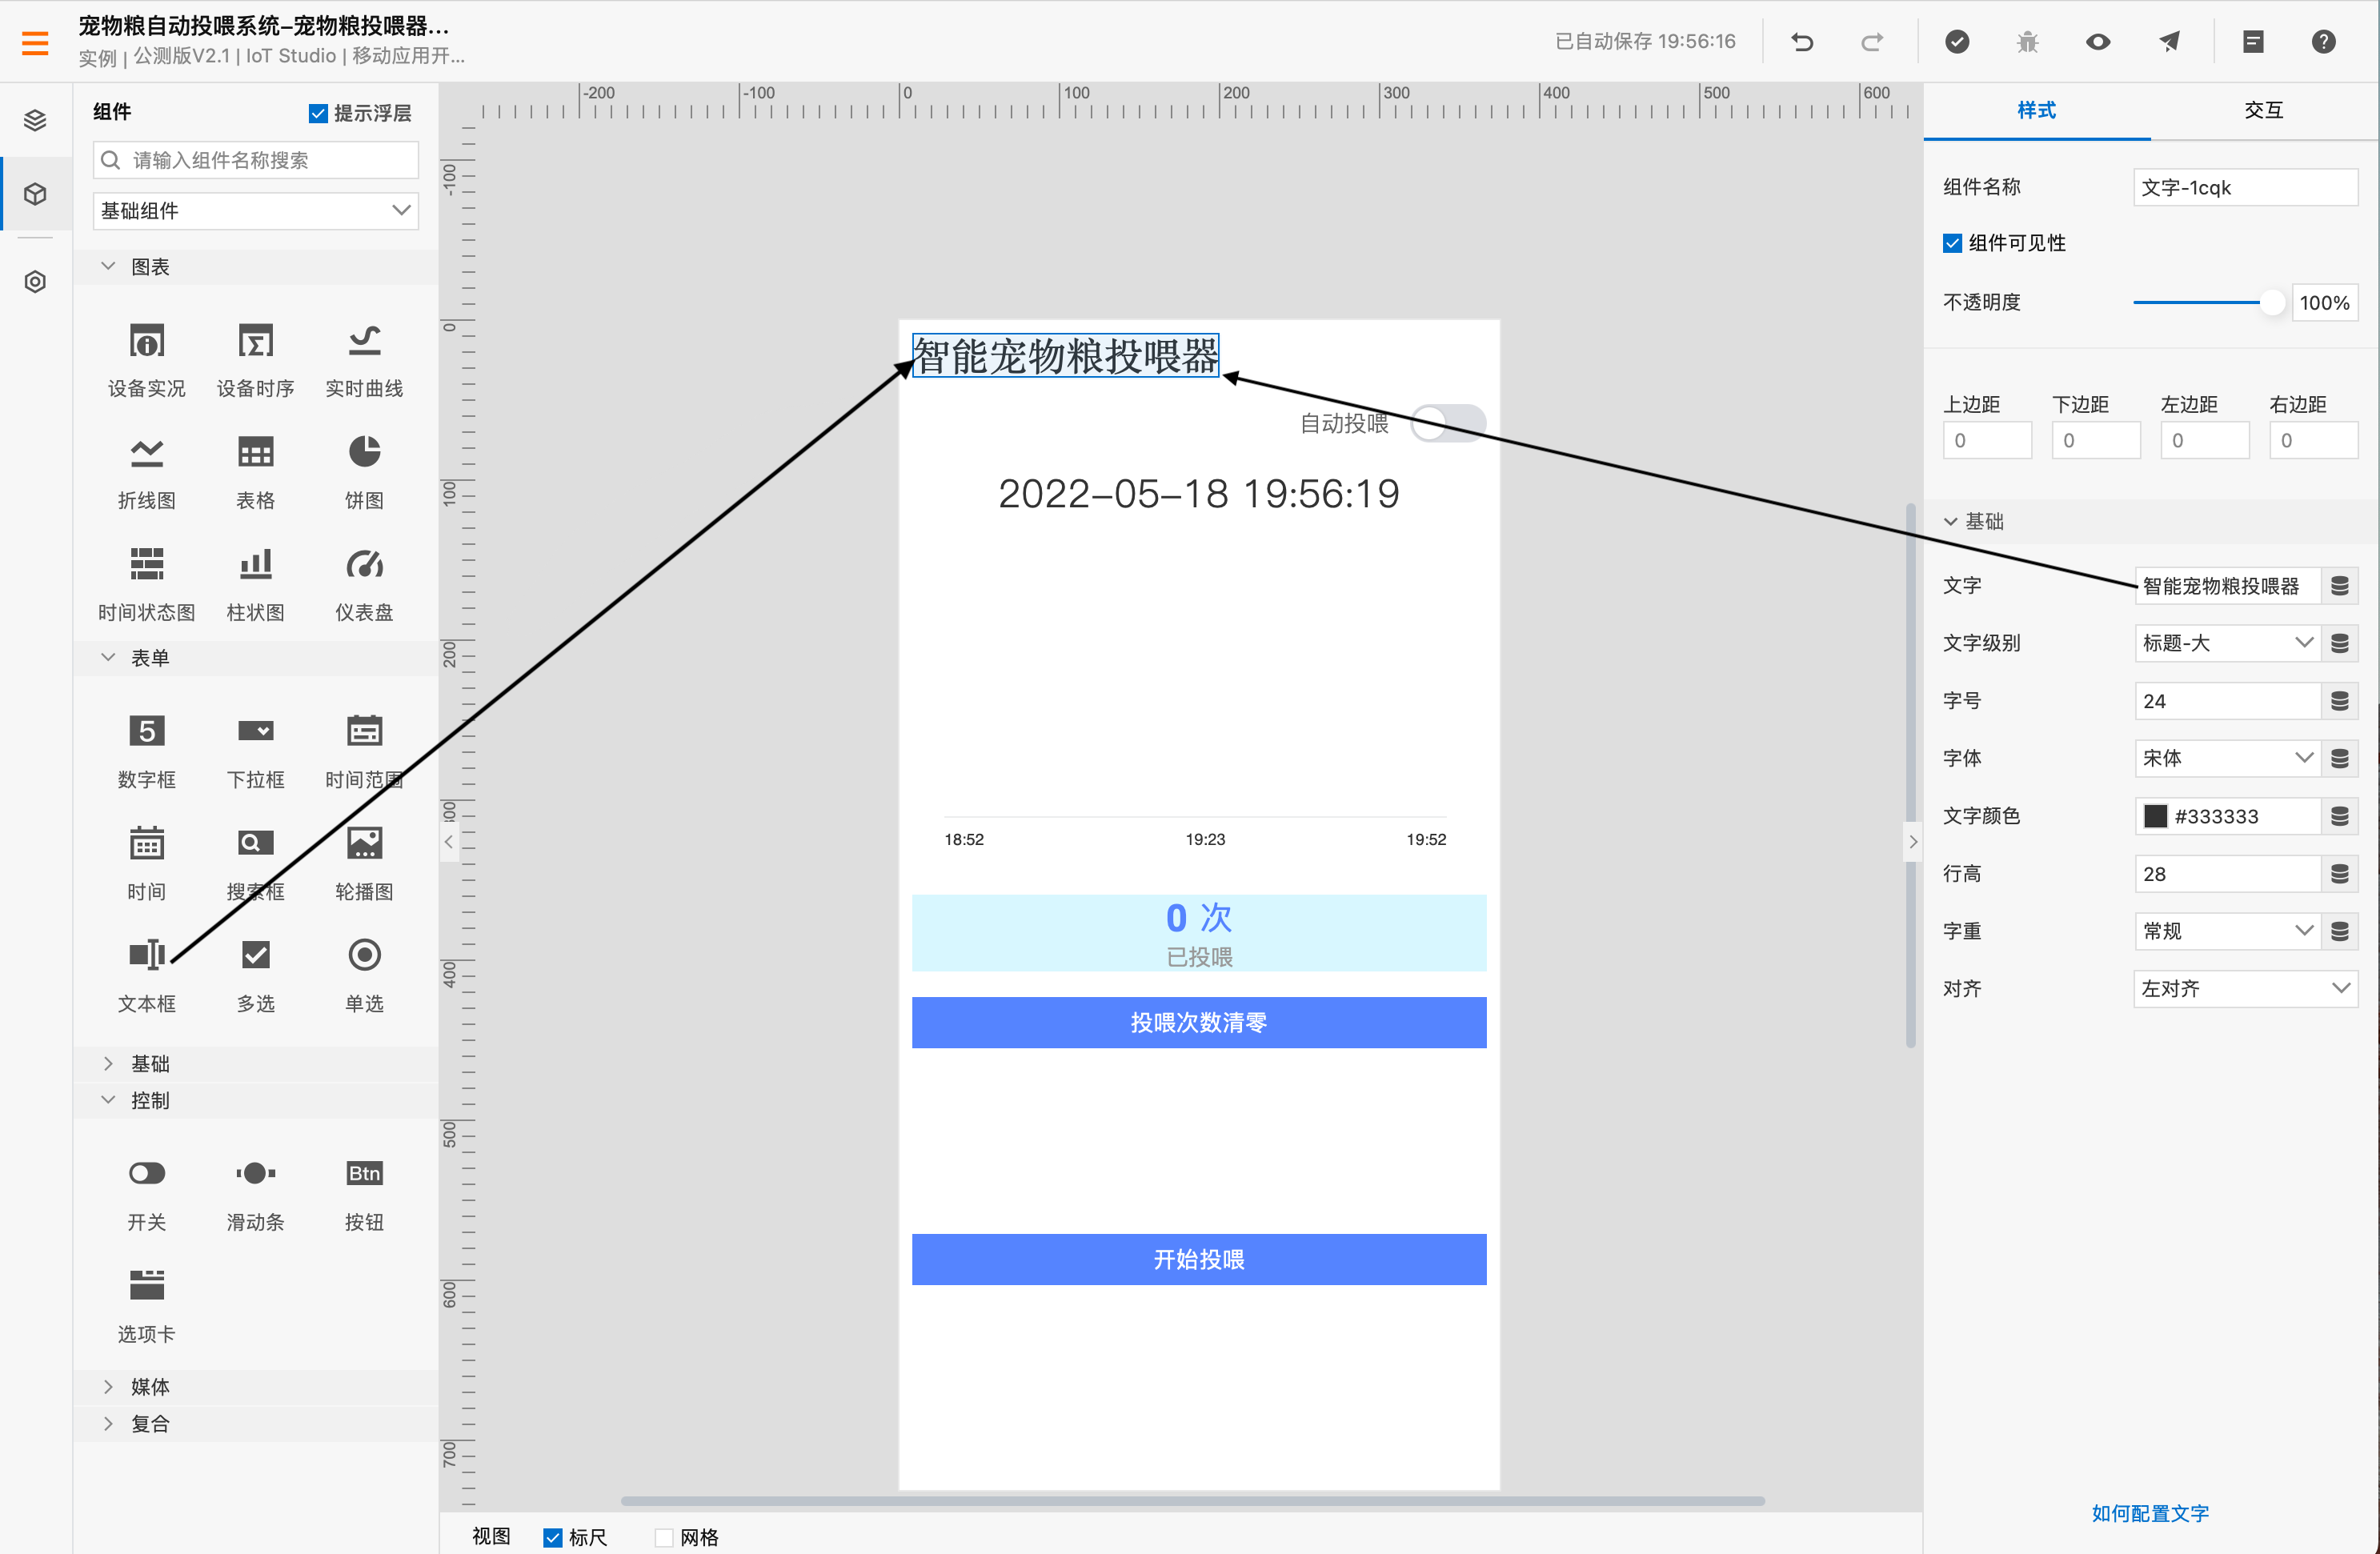 宠物粮自动投喂系统-宠物粮投喂器...
实例 | 公测版V2.1 | IoT Studio | 移动应用开...
已自动保存 19:56:16
组件
提示浮层
请输入组件名称搜索
基础组件
图表
设备实况 设备时序 实时曲线
折线图 表格 饼图
时间状态图 柱状图 仪表盘
表单
5
数字框 下拉框 时间范围
时间 搜索框 轮播图
文本框 多选 单选
基础
控制
Btn
开关 滑动条 按钮
选项卡
媒体
复合
-200 -100 0 100 200 300 400 500 600
-100
0
100
200
300
400
500
600
700
智能宠物粮投喂器
自动投喂
2022-05-18 19:56:19
18:52 19:23 19:52
0 次
已投喂
投喂次数清零
开始投喂
视图 标尺 网格
样式 交互
组件名称 文字-1cqk
组件可见性
不透明度 100%
上边距 下边距 左边距 右边距
0 0 0 0
基础
文字 智能宠物粮投喂器
文字级别 标题-大
字号 24
字体 宋体
文字颜色 #333333
行高 28
字重 常规
对齐 左对齐
如何配置文字